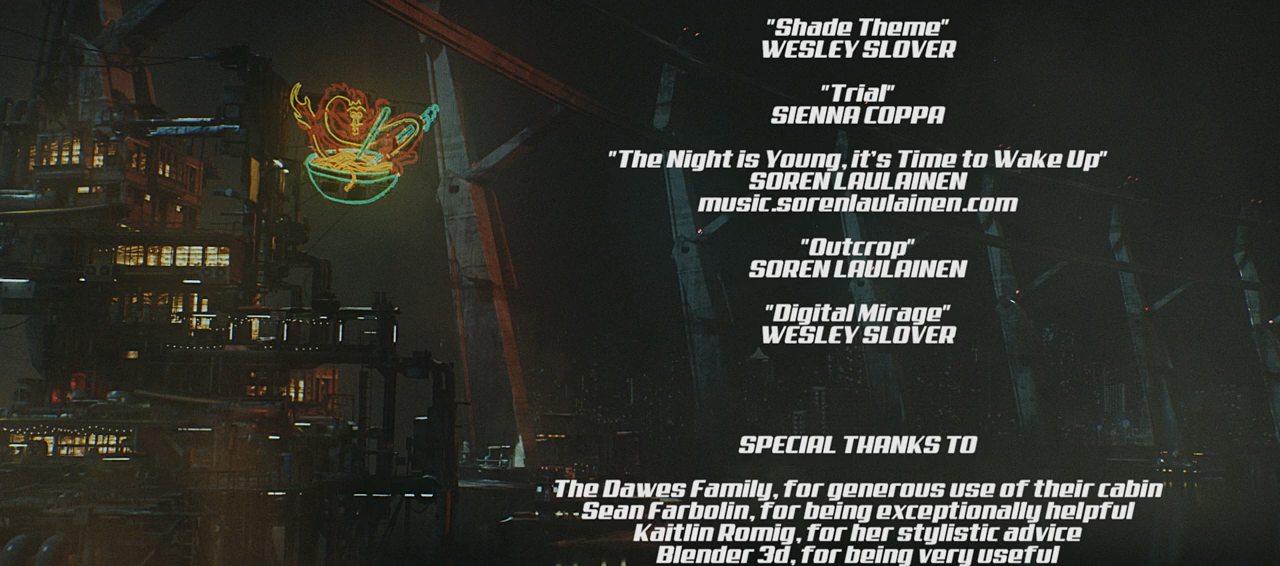 "Shade Theme"
WESLEY SLOVER
"Trial"
SIENNA COPPA
"The Night is Young, it's Time to Wake Up"
SOREN LAULAINEN
music.sorenlaulainen.com
"Outcrop"
SOREN LAULAINEN
"Digital Mirage"
WESLEY SLOVER
SPECIAL THANKS TO
The Dawes Family, for generous use of their cabin
Sean Farbolin, for being exceptionally helpful
Kaitlin Romig, for her stylistic advice
Blender 3d, for being very useful